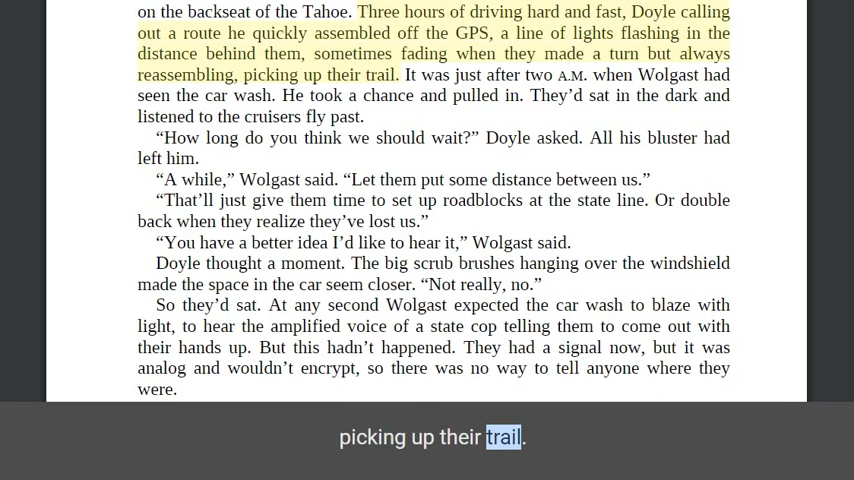 on the backseat of the Tahoe. Three hours of driving hard and fast, Doyle calling
out a route he quickly assembled off the GPS, a line of lights flashing in the
distance behind them, sometimes fading when they made a turn but always
reassembling, picking up their trail. It was just after two A.M. when Wolgast had
seen the car wash. He took a chance and pulled in. They’d sat in the dark and
listened to the cruisers fly past.
“How long do you think we should wait?” Doyle asked. All his bluster had
left him.
“A while,” Wolgast said. “Let them put some distance between us.”
“That’ll just give them time to set up roadblocks at the state line. Or double
back when they realize they’ve lost us.”
“You have a better idea I’d like to hear it,” Wolgast said.
Doyle thought a moment. The big scrub brushes hanging over the windshield
made the space in the car seem closer. “Not really, no.”
So they’d sat. At any second Wolgast expected the car wash to blaze with
light, to hear the amplified voice of a state cop telling them to come out with
their hands up. But this hadn’t happened. They had a signal now, but it was
analog and wouldn’t encrypt, so there was no way to tell anyone where they
were.
picking up their trail.